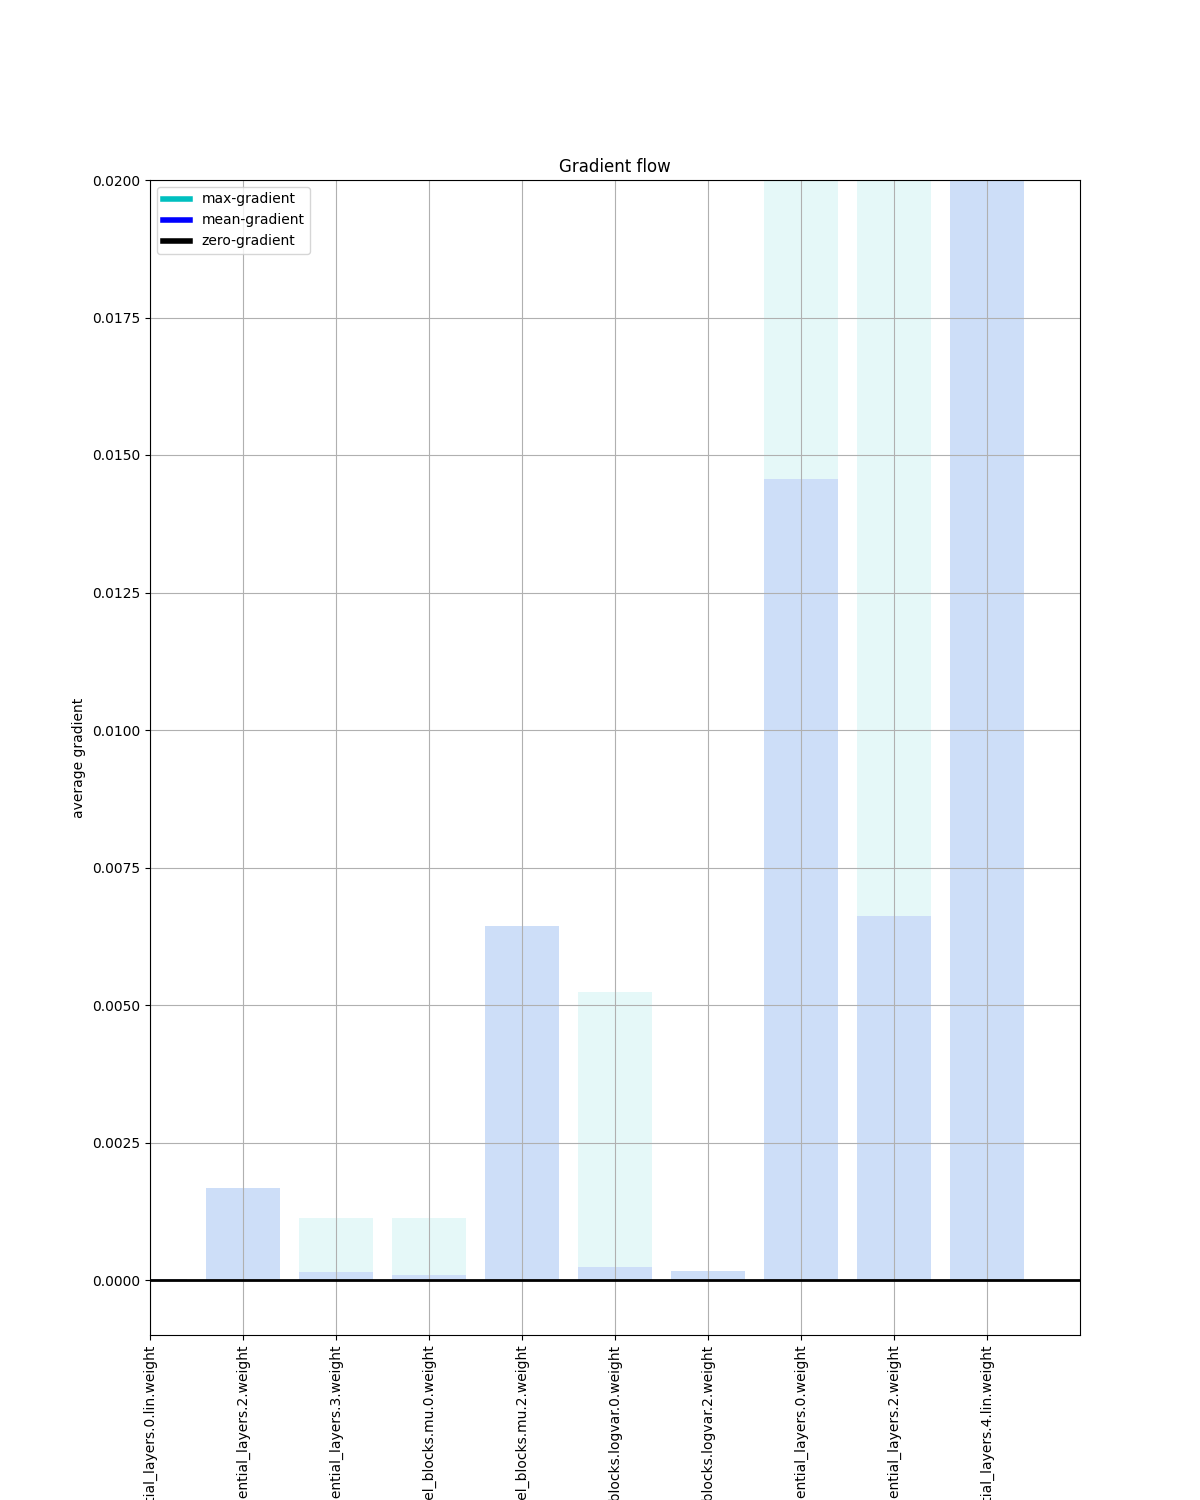 Gradient flow
max-gradient
mean-gradient
zero-gradient
0.0200
0.0175
0.0150
0.0125
0.0100
0.0075
0.0050
0.0025
0.0000
average gradient
tial_layers.0.lin.weight
ential_layers.2.weight
ential_layers.3.weight
el_blocks.mu.0.weight
el_blocks.mu.2.weight
blocks.logvar.0.weight
blocks.logvar.2.weight
ential_layers.0.weight
ential_layers.2.weight
tial_layers.4.lin.weight